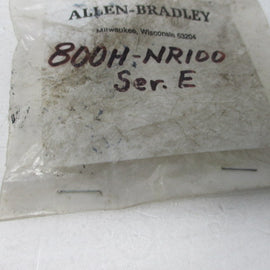 ALLEN-BRADLEY
Milwaukee, Wisconsin 53204
800H-NR100
Ser. E